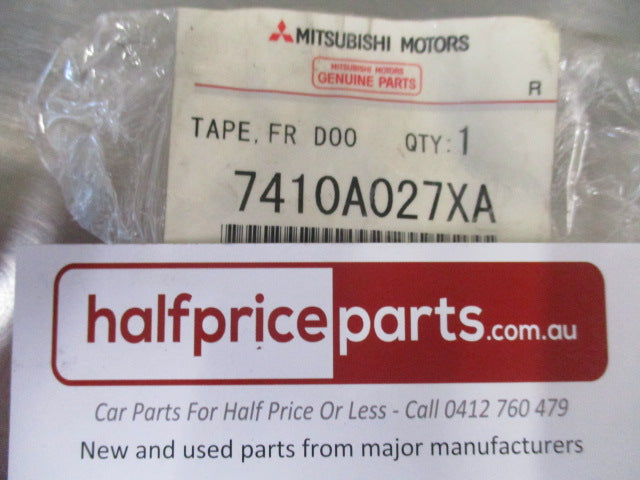 MITSUBISHI MOTORS
MITSUBISHI MOTORS
GENUINE PARTS
R
TAPE, FR DOO QTY: 1
7410A027XA
halfpriceparts.com.au
Car Parts For Half Price Or Less - Call 0412 760 479
New and used parts from major manufacturers